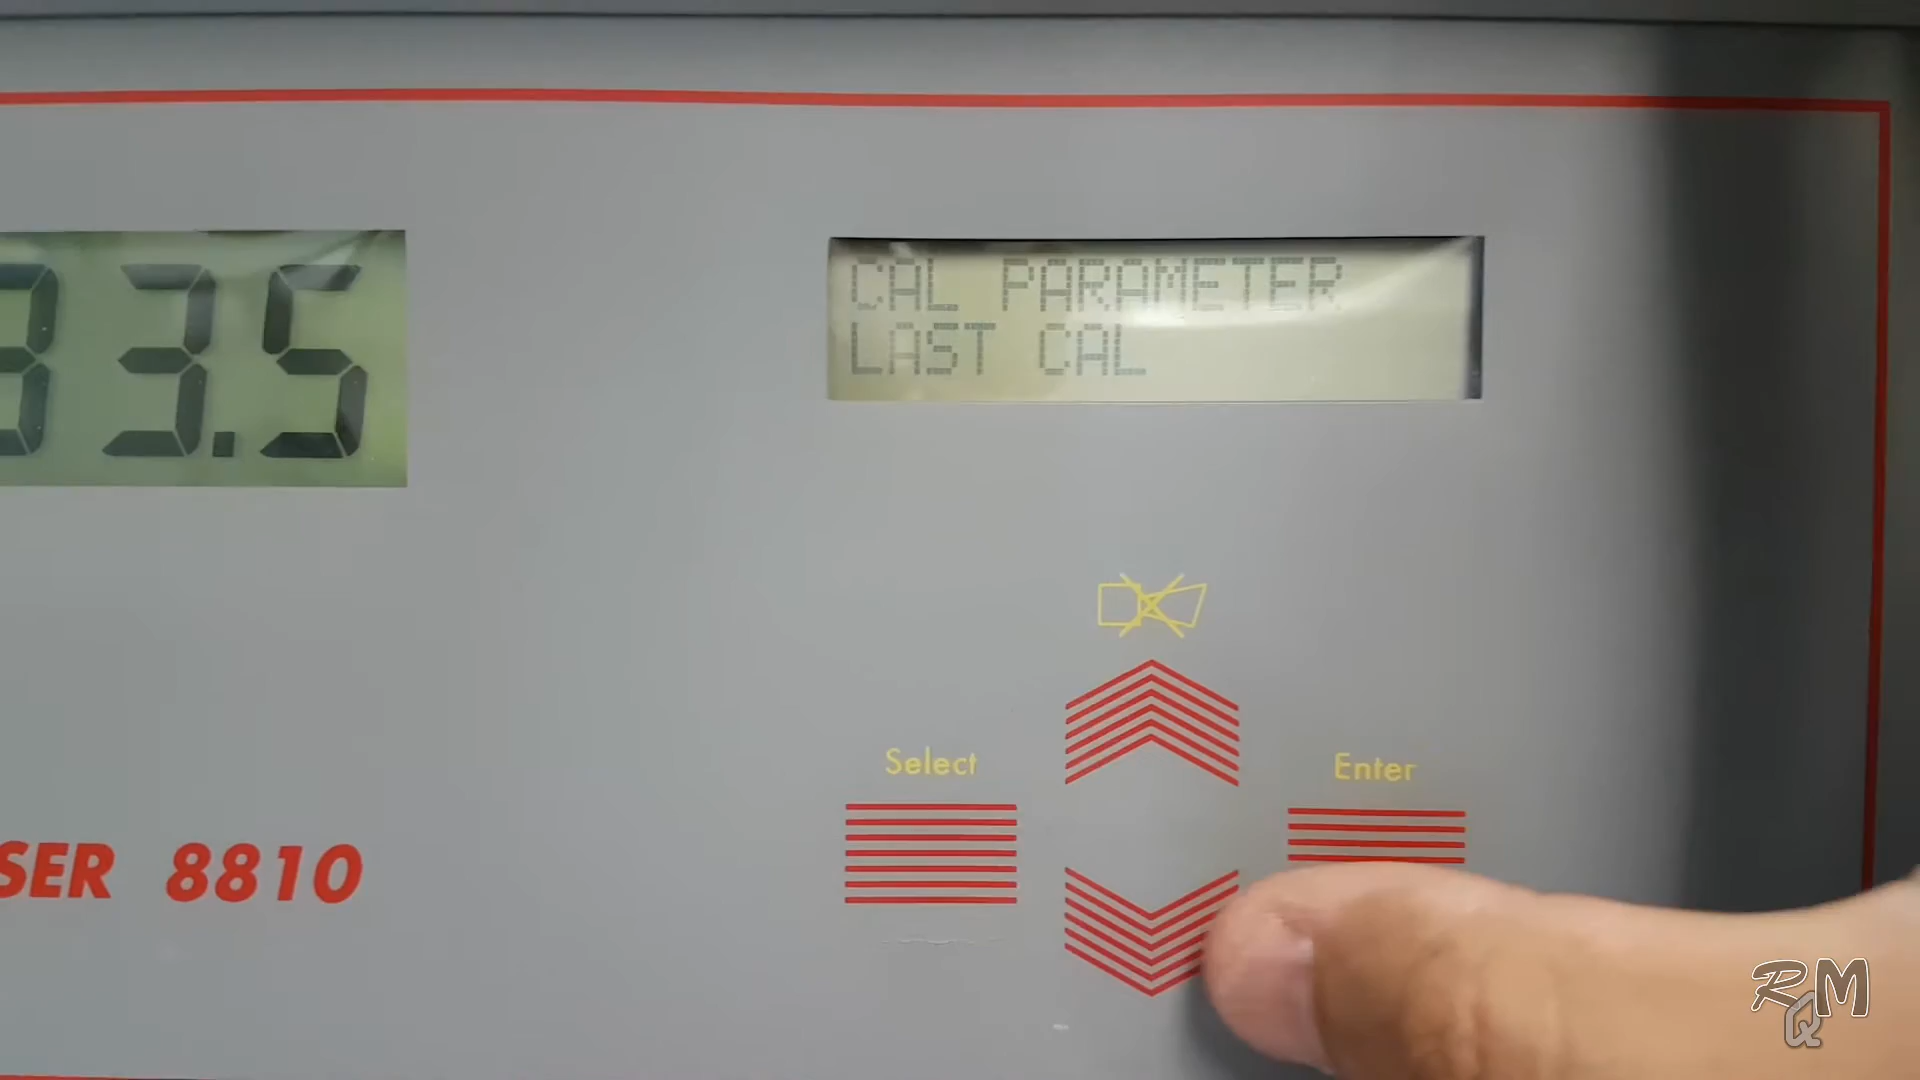 33.5
CAL PARAMETER
LAST CAL
Select
Enter
SER 8810
RQM